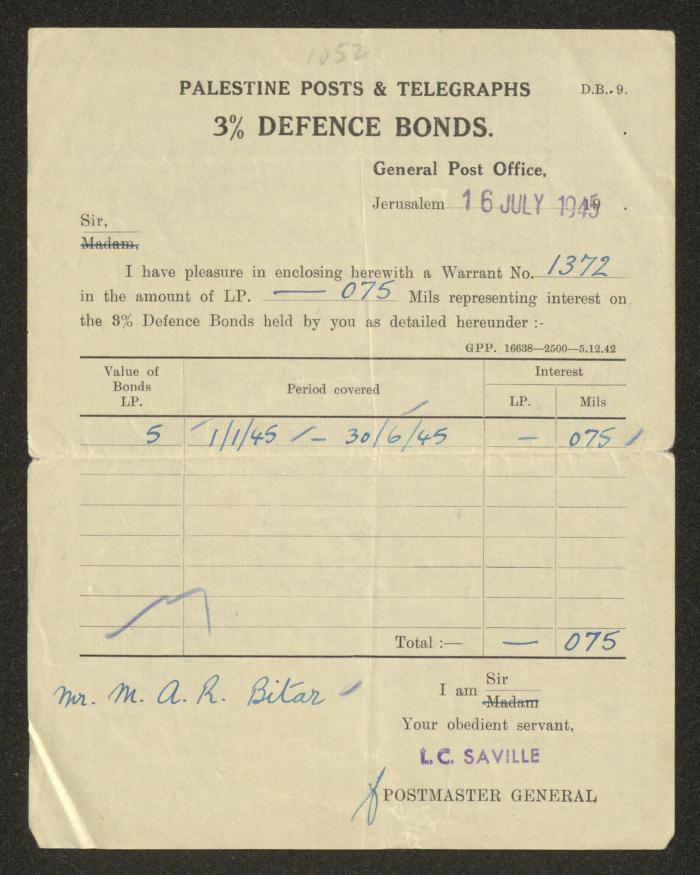 1052
PALESTINE POSTS & TELEGRAPHS D.B.-9.
3% DEFENCE BONDS.
General Post Office,
Jerusalem 16 JULY 1945 19 .
Sir,
Madam,
I have pleasure in enclosing herewith a Warrant No. 1372
in the amount of LP. — 075 Mils representing interest on
the 3% Defence Bonds held by you as detailed hereunder :-
GPP. 16638—2500—5.12.42
Value of Bonds LP. Period covered Interest
LP. Mils
5 1/1/45 — 30/6/45 — 075
Total :— — 075
Mr. M. A. R. Bitar
I am Sir
Madam
Your obedient servant,
L.C. SAVILLE
POSTMASTER GENERAL